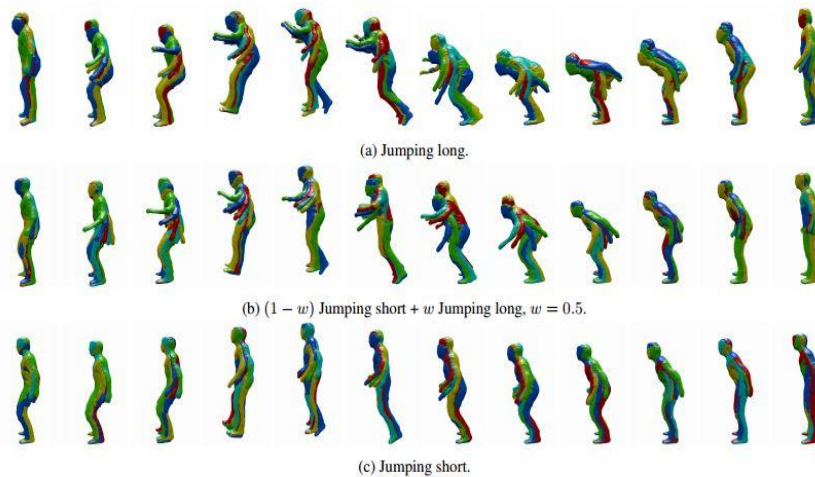 (a) Jumping long.
(b) (1 − w) Jumping short + w Jumping long, w = 0.5.
(c) Jumping short.